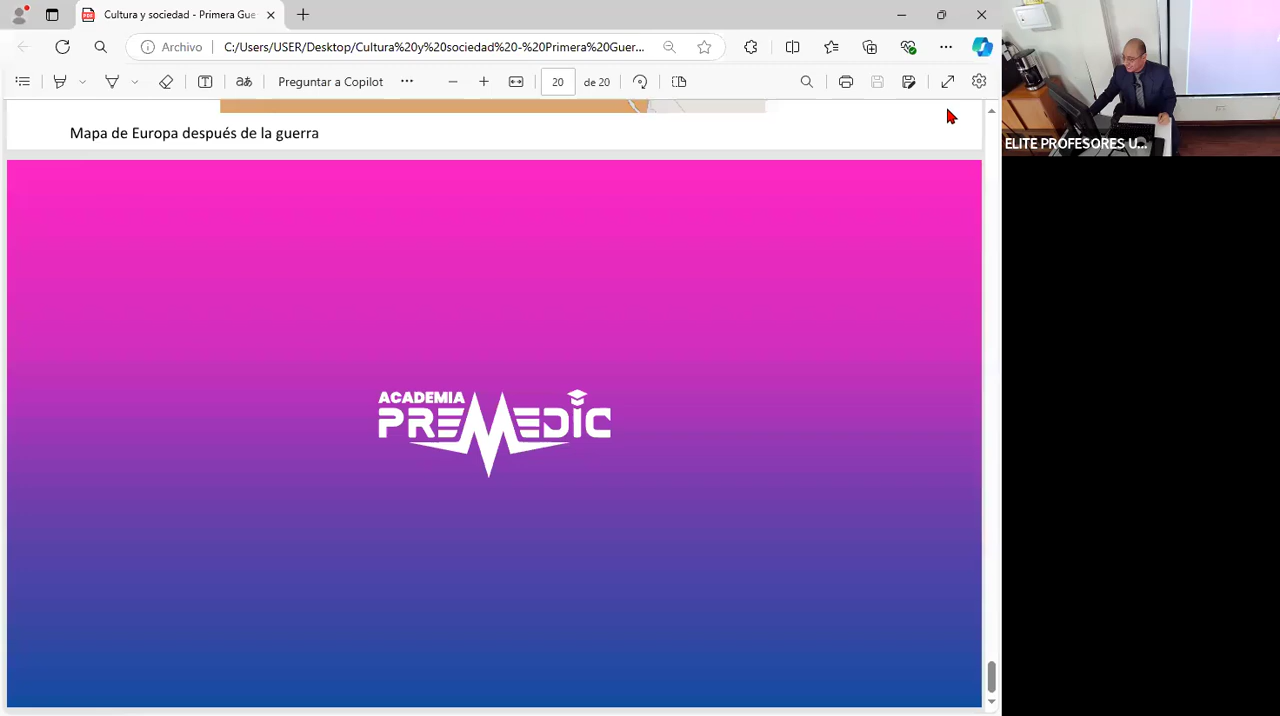 Cultura y sociedad - Primera Gue
Archivo
C:/Users/USER/Desktop/Cultura%20y%20sociedad%20-%20Primera%20Guer...
Preguntar a Copilot
20
de 20
Mapa de Europa después de la guerra
ACADEMIA
PREMEDIC
ELITE PROFESORES U...